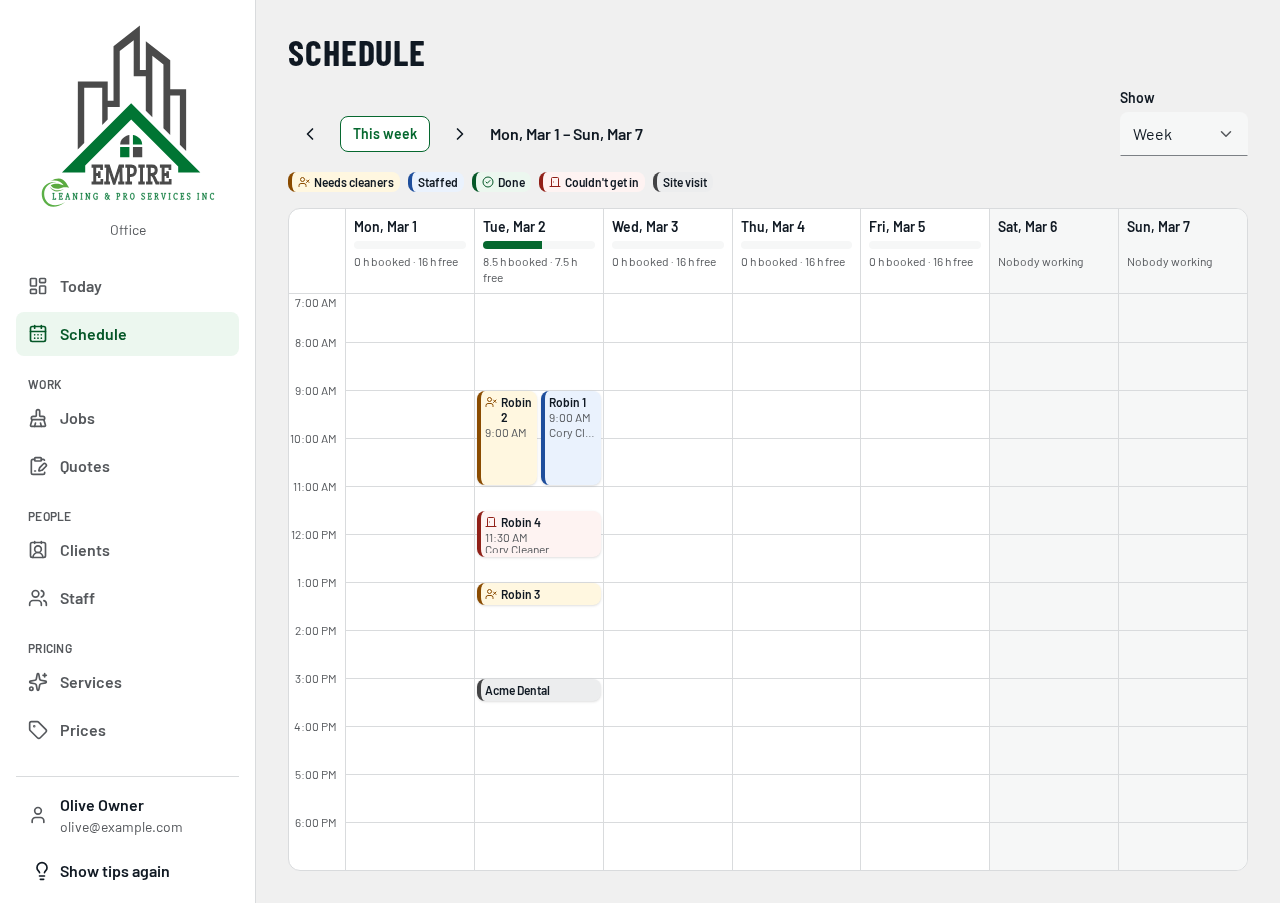 EMPIRE
LEANING & PRO SERVICES INC
Office
Today
Schedule
WORK
Jobs
Quotes
PEOPLE
Clients
Staff
PRICING
Services
Prices
Olive Owner
olive@example.com
Show tips again
SCHEDULE
Show
This week
Mon, Mar 1 – Sun, Mar 7
Week
Needs cleaners
Staffed
Done
Couldn't get in
Site visit
Mon, Mar 1
Tue, Mar 2
Wed, Mar 3
Thu, Mar 4
Fri, Mar 5
Sat, Mar 6
Sun, Mar 7
0 h booked · 16 h free
8.5 h booked · 7.5 h
free
0 h booked · 16 h free
0 h booked · 16 h free
0 h booked · 16 h free
Nobody working
Nobody working
7:00 AM
8:00 AM
9:00 AM
10:00 AM
11:00 AM
12:00 PM
1:00 PM
2:00 PM
3:00 PM
4:00 PM
5:00 PM
6:00 PM
Robin
2
9:00 AM
Robin 1
9:00 AM
Cory Cl…
Robin 4
11:30 AM
Cory Cleaner
Robin 3
Acme Dental